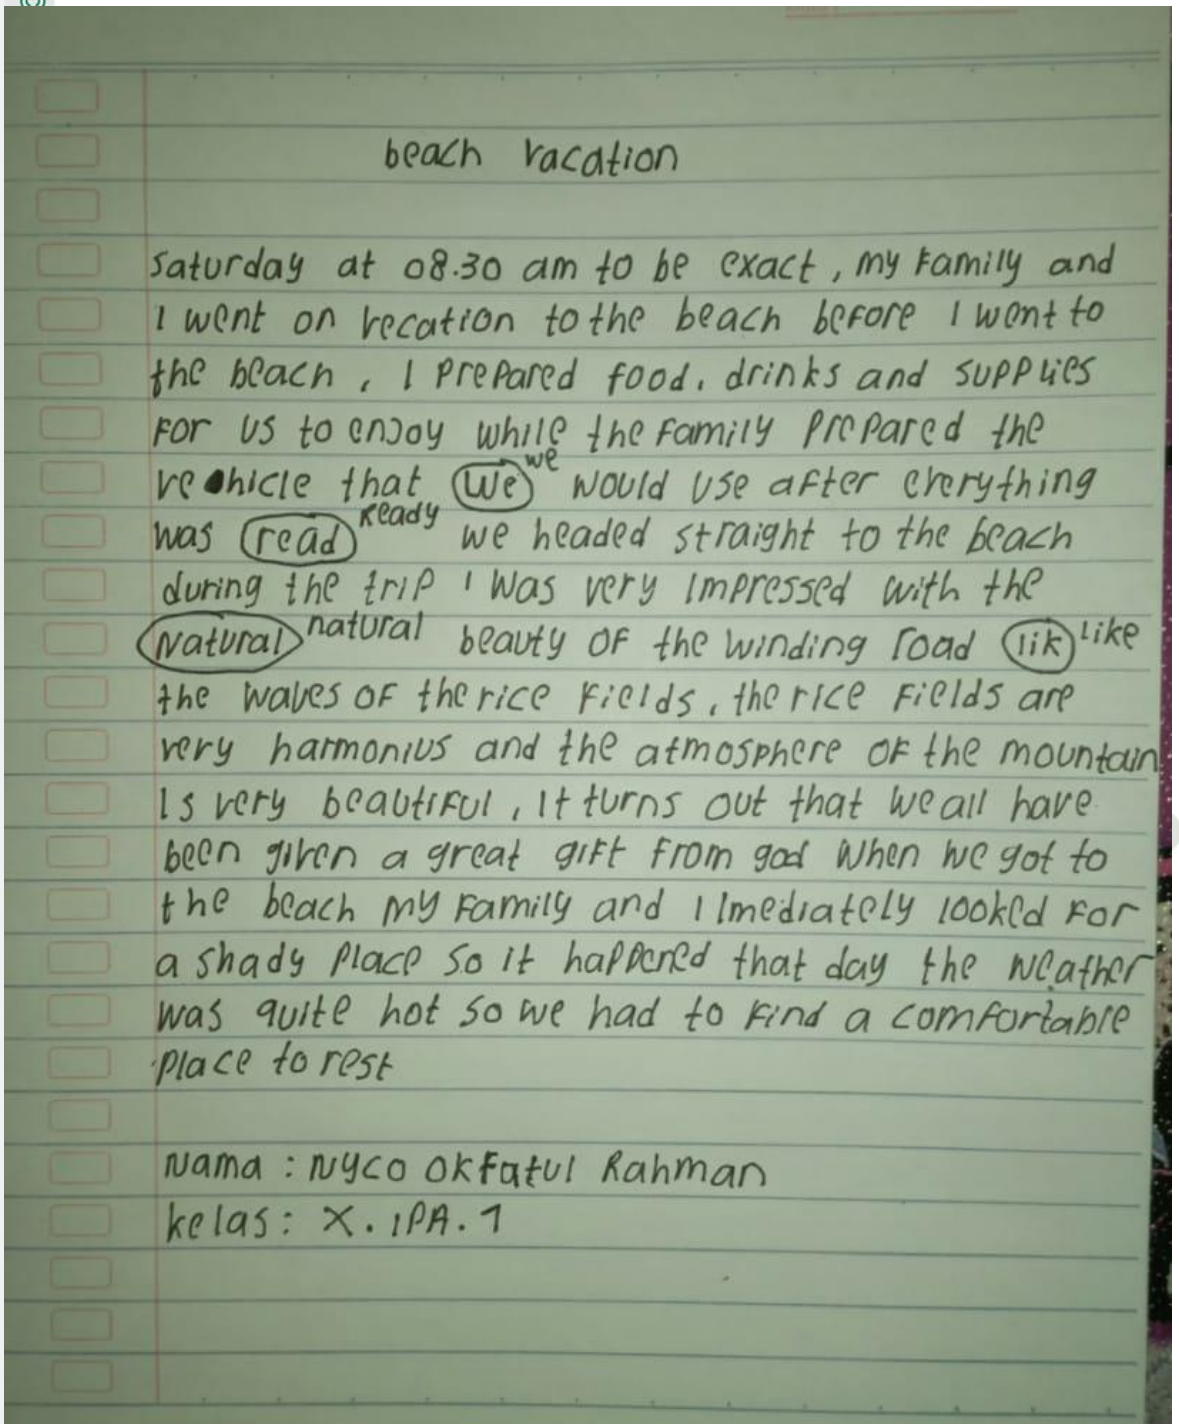 beach vacation
saturday at 08.30 am to be exact, my family and
I went on vecation to the beach before I went to
the beach, I prepared food, drinks and supplies
for us to enjoy while the family prepared the
vehicle that we we would use after everything
was read Ready we headed straight to the beach
during the trip I was very impressed with the
Natural natural beauty of the winding road lik like
the waves of the rice fields, the rice fields are
very harmonius and the atmosphere of the mountain
is very beautiful, it turns out that we all have
been given a great gift from god when we got to
the beach my family and I imediately looked for
a shady place so it happened that day the weather
was quite hot so we had to find a comfortable
place to rest
Nama : Nyco Okfatul Rahman
kelas : X.IPA.1